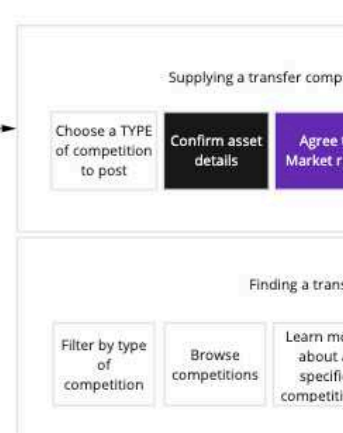 Supplying a transfer comp
Choose a TYPE
of competition
to post
Confirm asset
details
Agree
Market
Finding a trans
Filter by type
of
competition
Browse
competitions
Learn
about
specific
competiti